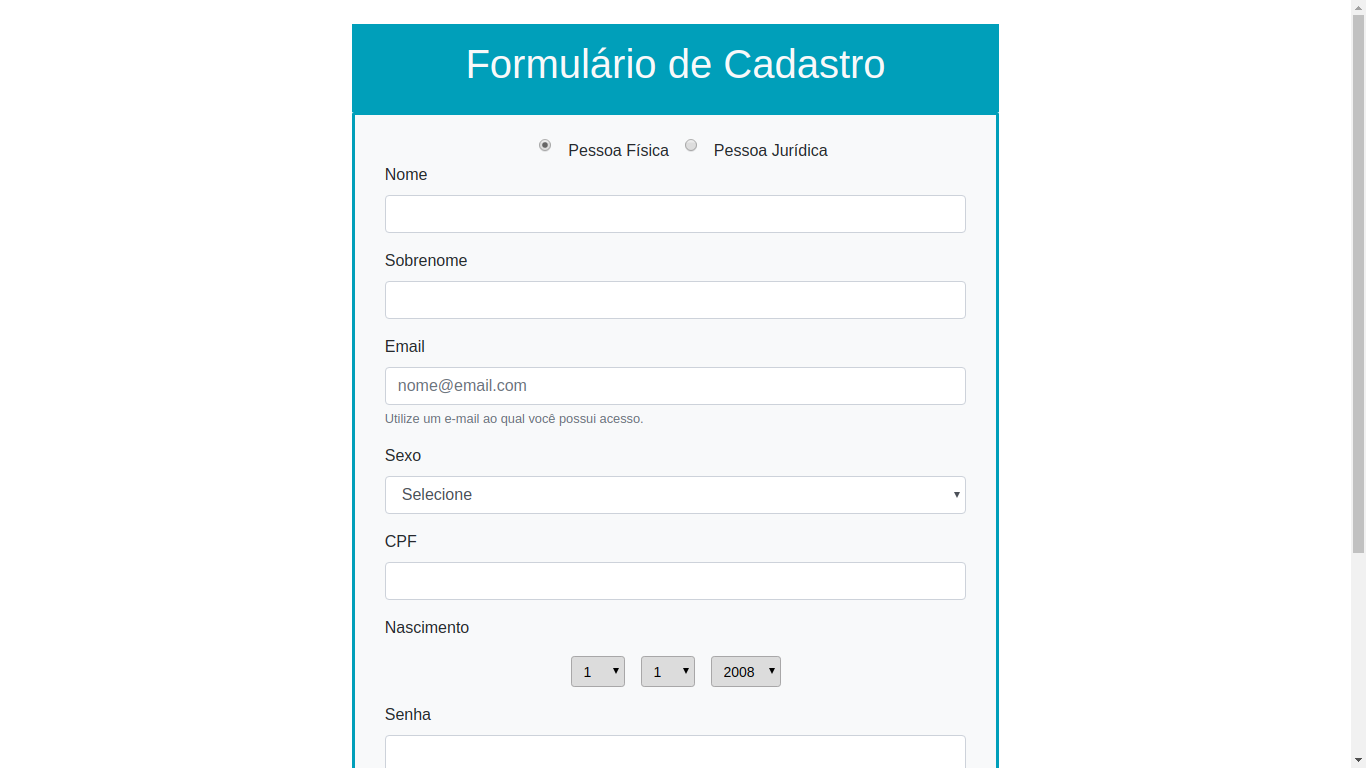 Formulário de Cadastro
Pessoa Física Pessoa Jurídica
Nome
Sobrenome
Email
nome@email.com
Utilize um e-mail ao qual você possui acesso.
Sexo
Selecione
CPF
Nascimento
1 1 2008
Senha